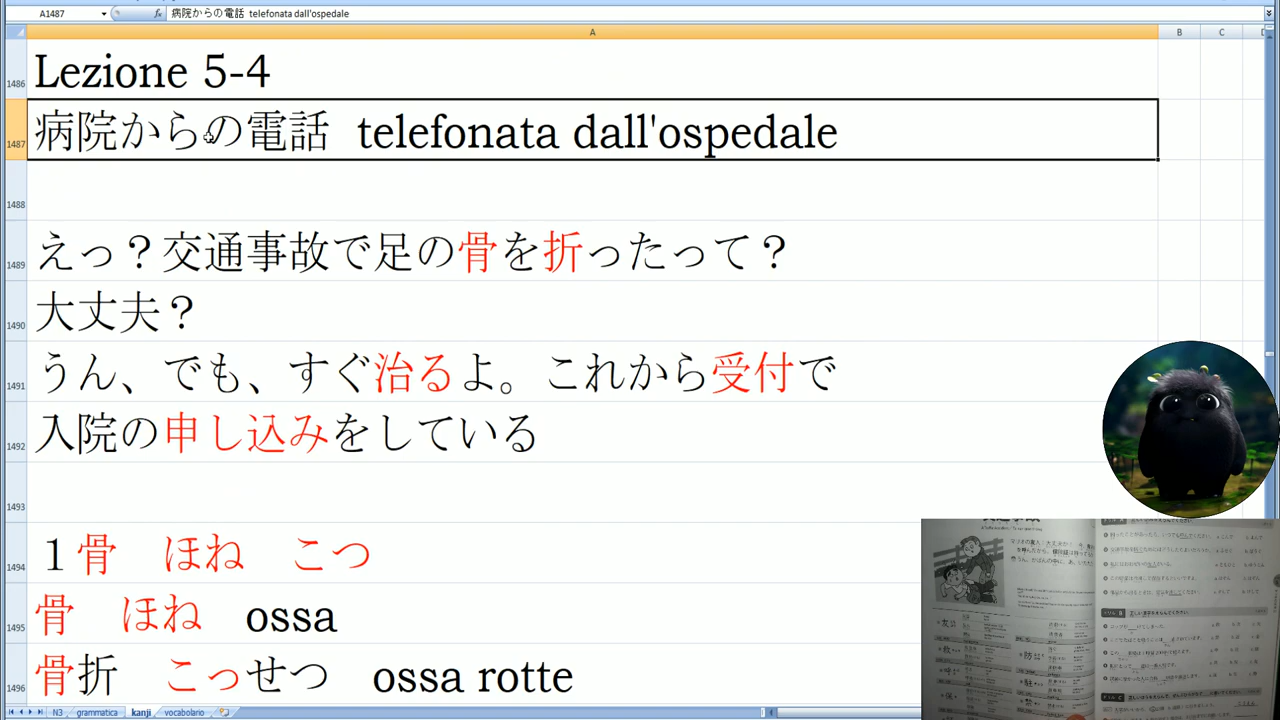 A1487
病院からの電話 telefonata dall'ospedale
A B C D
1486 Lezione 5-4
1487 病院からの電話 telefonata dall'ospedale
1488
1489 えっ？交通事故で足の骨を折ったって？
1490 大丈夫？
1491 うん、でも、すぐ治るよ。これから受付で
1492 入院の申し込みをしている
1493
1494 １骨 ほね こつ
1495 骨 ほね ossa
1496 骨折 こっせつ ossa rotte
N3 grammatica kanji vocabolario